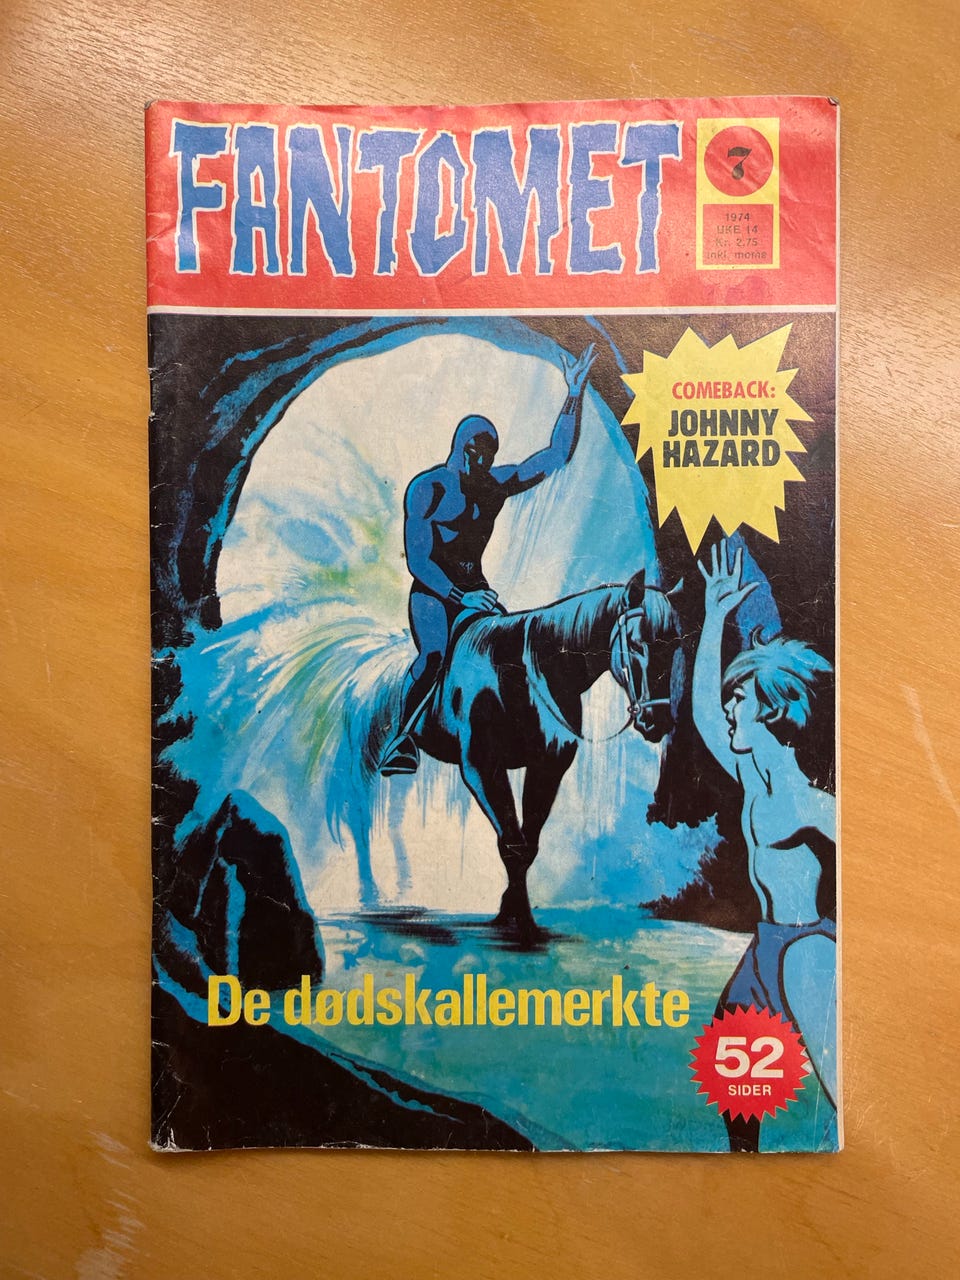 FANTOMET
7
1974
UKE 14
Kr. 2.75
inkl. moms
COMEBACK:
JOHNNY
HAZARD
De dødskallemerkte
52
SIDER